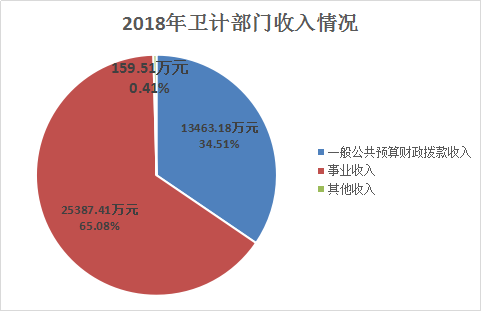 2018年卫计部门收入情况
159.51万元
0.41%
13463.18万元
34.51%
25387.41万元
65.08%
一般公共预算财政拨款收入
事业收入
其他收入